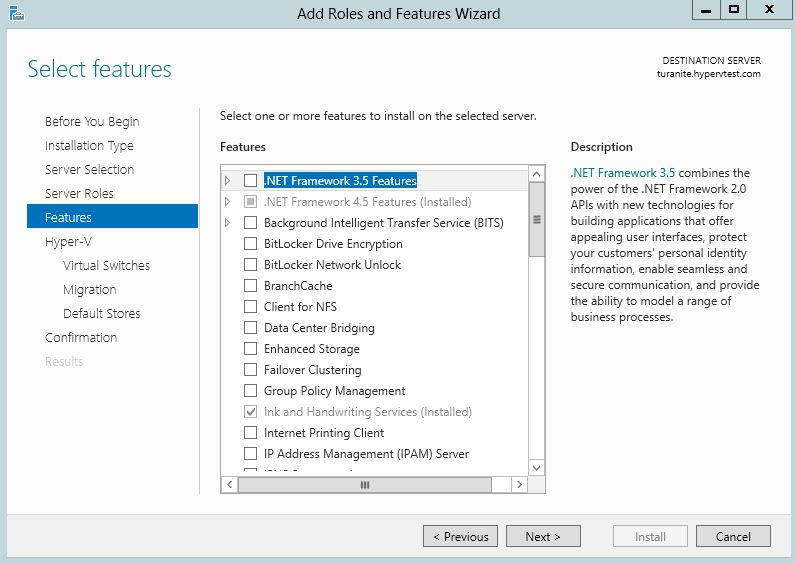 Add Roles and Features Wizard
Select features
DESTINATION SERVER
turanite.hypervtest.com
Before You Begin
Installation Type
Server Selection
Server Roles
Features
Hyper-V
Virtual Switches
Migration
Default Stores
Confirmation
Results
Select one or more features to install on the selected server.
Features
.NET Framework 3.5 Features
.NET Framework 4.5 Features (Installed)
Background Intelligent Transfer Service (BITS)
BitLocker Drive Encryption
BitLocker Network Unlock
BranchCache
Client for NFS
Data Center Bridging
Enhanced Storage
Failover Clustering
Group Policy Management
Ink and Handwriting Services (Installed)
Internet Printing Client
IP Address Management (IPAM) Server
Description
.NET Framework 3.5 combines the
power of the .NET Framework 2.0
APIs with new technologies for
building applications that offer
appealing user interfaces, protect
your customers' personal identity
information, enable seamless and
secure communication, and provide
the ability to model a range of
business processes.
< Previous
Next >
Install
Cancel